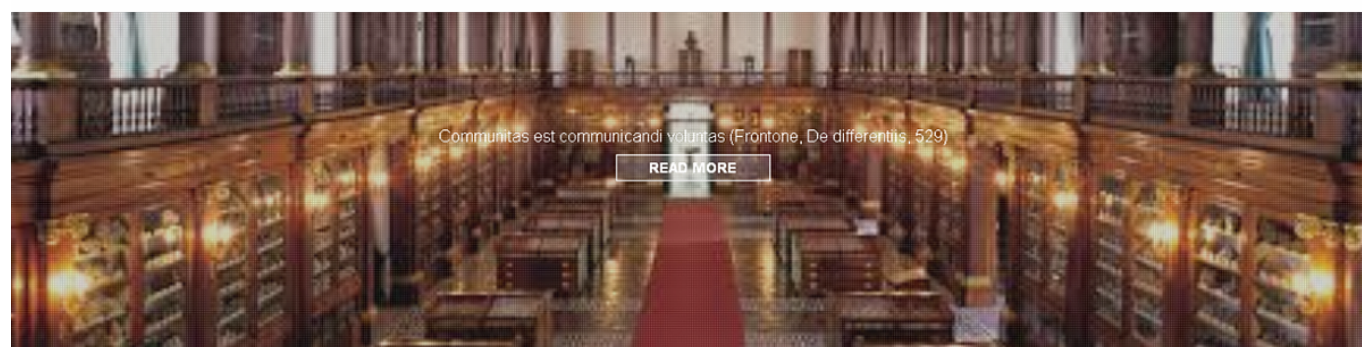 Communitas est communicandi voluntas (Frontone, De differentiis, 529)
READ MORE